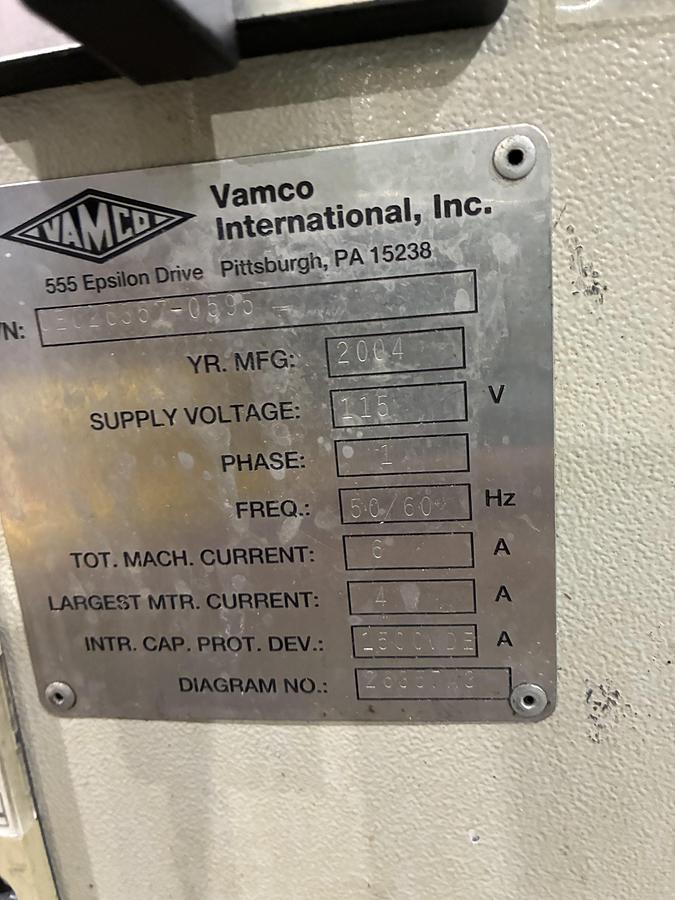 VAMCO
Vamco
International, Inc.
555 Epsilon Drive Pittsburgh, PA 15238
/N:
YR. MFG: 2004
SUPPLY VOLTAGE: 115 V
PHASE: 1
FREQ.: 50/60 Hz
TOT. MACH. CURRENT: 6 A
LARGEST MTR. CURRENT: 4 A
INTR. CAP. PROT. DEV.: A
DIAGRAM NO.: